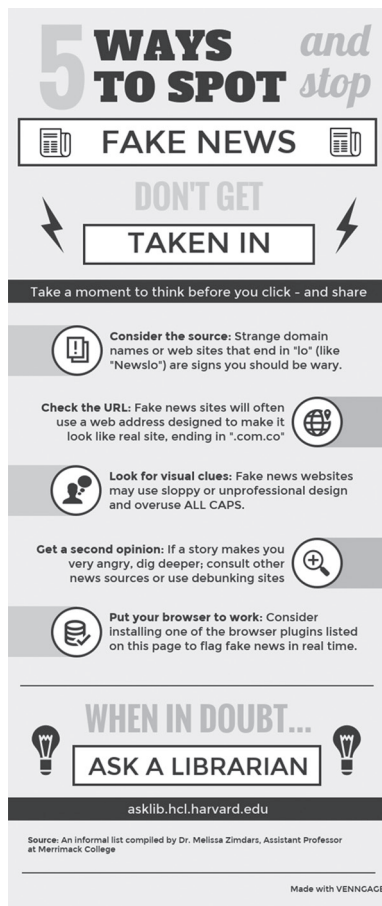 5 WAYS and
TO SPOT stop
FAKE NEWS
DON'T GET
TAKEN IN
Take a moment to think before you click - and share
Consider the source: Strange domain
names or web sites that end in "lo" (like
"Newslo") are signs you should be wary.
Check the URL: Fake news sites will often
use a web address designed to make it
look like real site, ending in ".com.co"
Look for visual clues: Fake news websites
may use sloppy or unprofessional design
and overuse ALL CAPS.
Get a second opinion: If a story makes you
very angry, dig deeper; consult other
news sources or use debunking sites
Put your browser to work: Consider
installing one of the browser plugins listed
on this page to flag fake news in real time.
WHEN IN DOUBT...
ASK A LIBRARIAN
asklib.hcl.harvard.edu
Source: An informal list compiled by Dr. Melissa Zimdars, Assistant Professor
at Merrimack College
Made with VENNGAGE